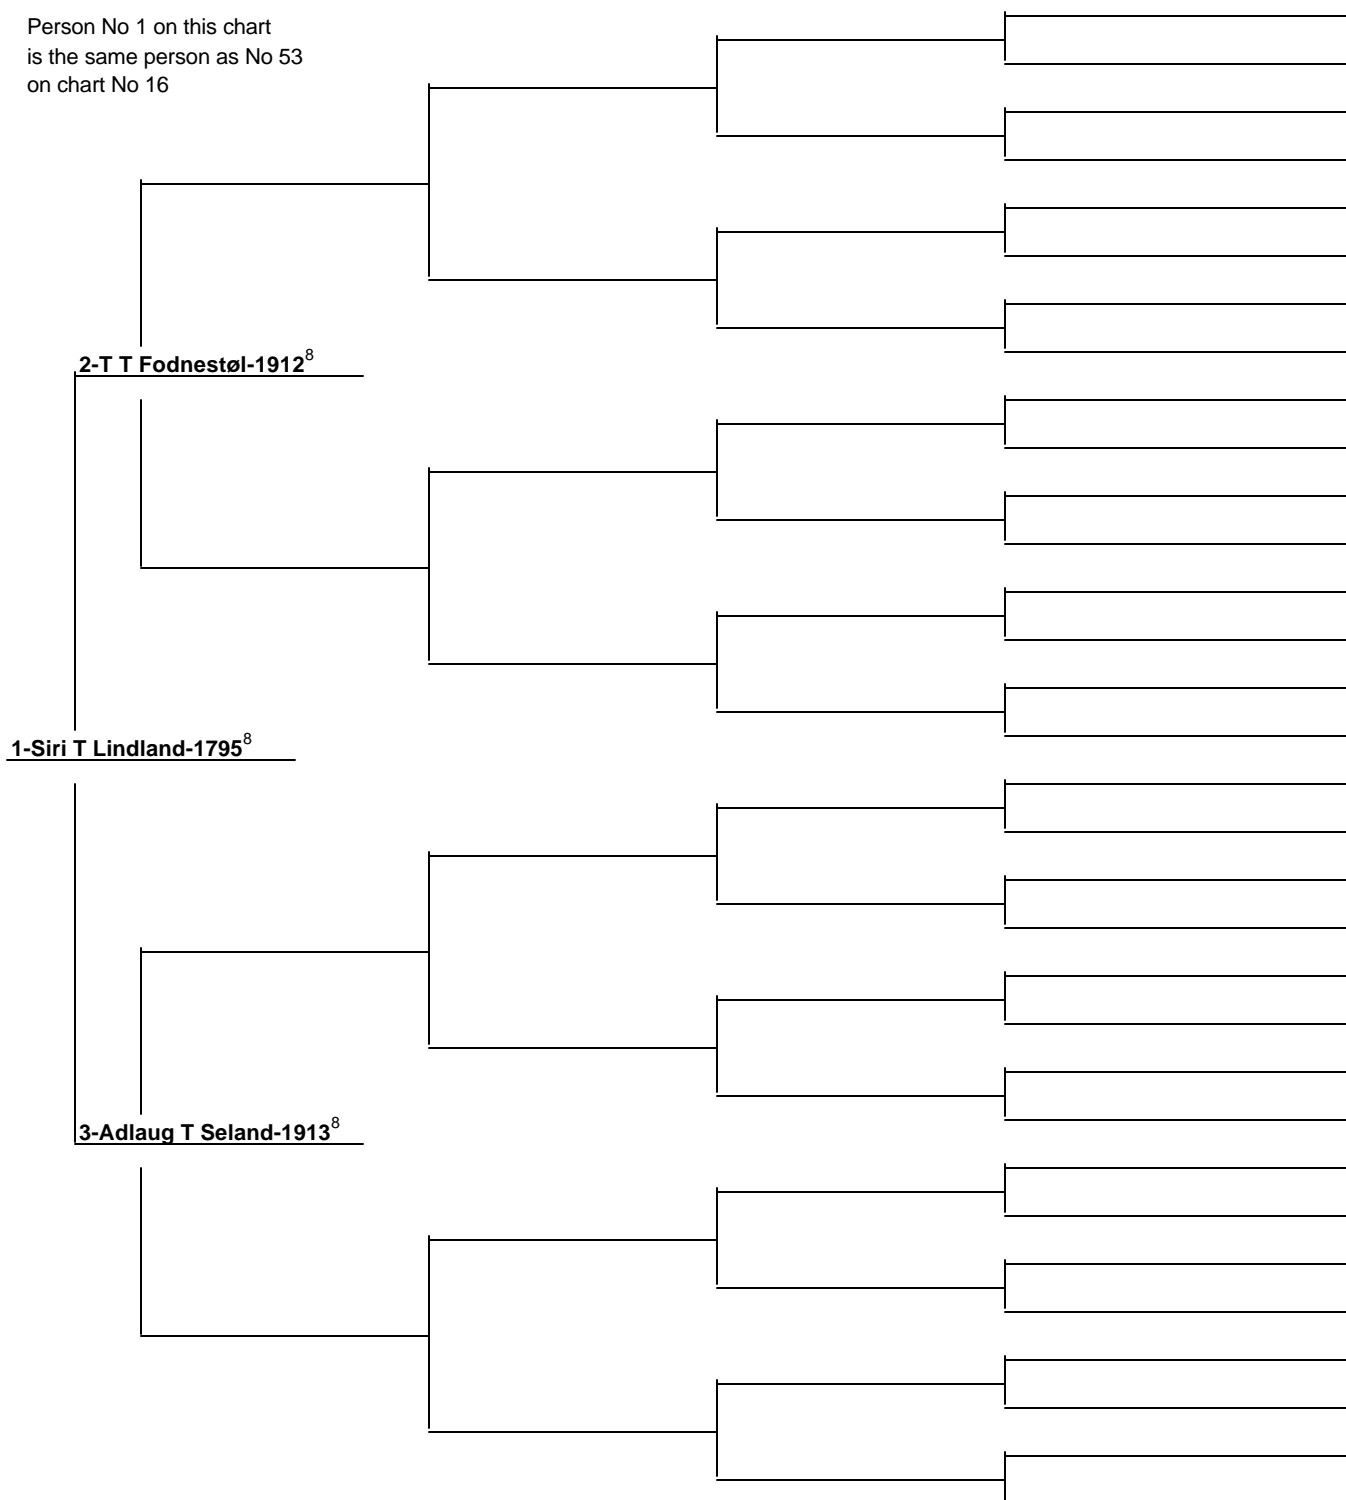 Person No 1 on this chart
is the same person as No 53
on chart No 16
2-T T Fodnestøl-1912⁸
1-Siri T Lindland-1795⁸
3-Adlaug T Seland-1913⁸